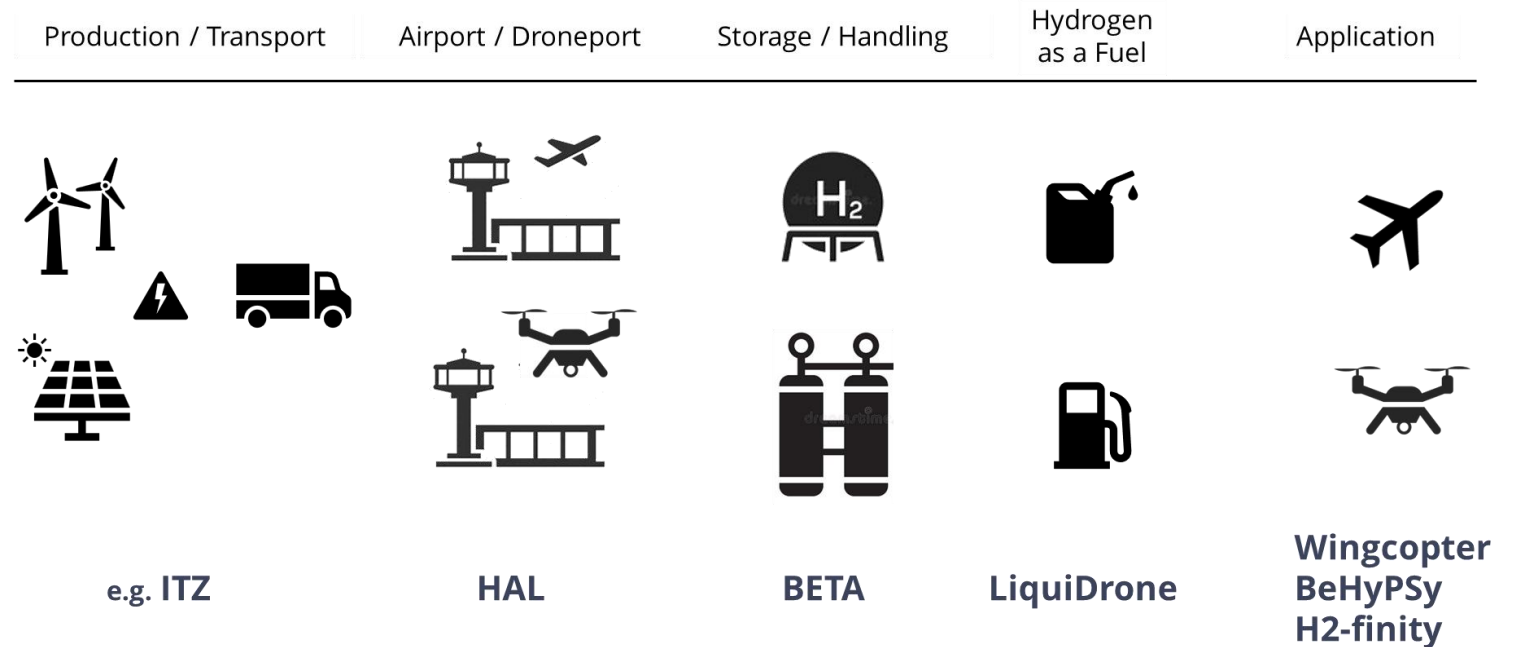 Production / Transport
Airport / Droneport
Storage / Handling
Hydrogen
as a Fuel
Application
H2
e.g. ITZ
HAL
BETA
LiquiDrone
Wingcopter
BeHyPSy
H2-finity